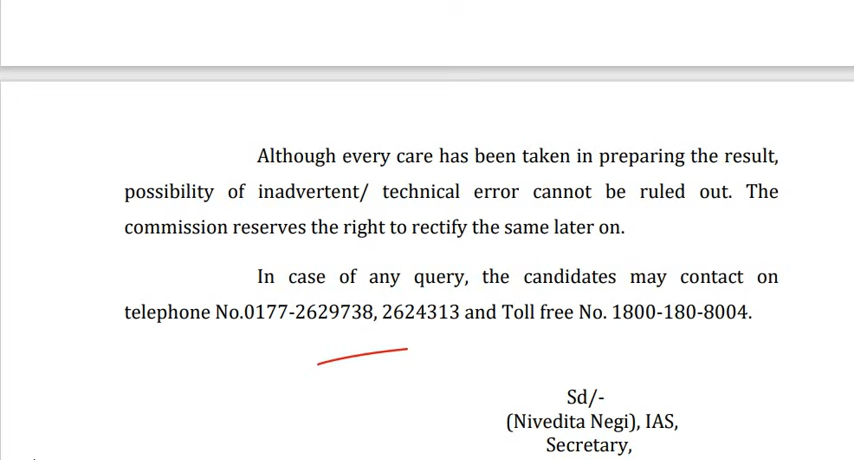 Although every care has been taken in preparing the result,
possibility of inadvertent/ technical error cannot be ruled out. The
commission reserves the right to rectify the same later on.
In case of any query, the candidates may contact on
telephone No.0177-2629738, 2624313 and Toll free No. 1800-180-8004.
Sd/-
(Nivedita Negi), IAS,
Secretary,